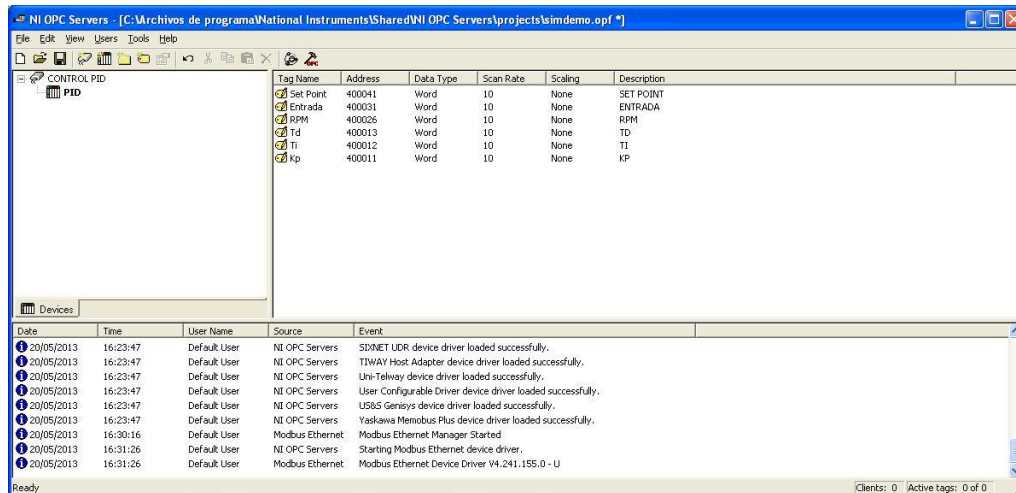 NI OPC Servers - [C:\Archivos de programa\National Instruments\Shared\NI OPC Servers\projects\simdemo.opf *]
File Edit View Users Tools Help
CONTROL PID
PID
Tag Name Address Data Type Scan Rate Scaling Description
Set Point 400041 Word 10 None SET POINT
Entrada 400031 Word 10 None ENTRADA
RPM 400026 Word 10 None RPM
Td 400013 Word 10 None TD
Ti 400012 Word 10 None TI
Kp 400011 Word 10 None KP
Devices
Date Time User Name Source Event
20/05/2013 16:23:47 Default User NI OPC Servers SIXNET UDR device driver loaded successfully.
20/05/2013 16:23:47 Default User NI OPC Servers TIWAY Host Adapter device driver loaded successfully.
20/05/2013 16:23:47 Default User NI OPC Servers Uni-Telway device driver loaded successfully.
20/05/2013 16:23:47 Default User NI OPC Servers User Configurable Driver device driver loaded successfully.
20/05/2013 16:23:47 Default User NI OPC Servers US&S Genisys device driver loaded successfully.
20/05/2013 16:23:47 Default User NI OPC Servers Yaskawa Memobus Plus device driver loaded successfully.
20/05/2013 16:30:16 Default User Modbus Ethernet Modbus Ethernet Manager Started
20/05/2013 16:31:26 Default User NI OPC Servers Starting Modbus Ethernet device driver.
20/05/2013 16:31:26 Default User Modbus Ethernet Modbus Ethernet Device Driver V4.241.155.0 - U
Ready Clients: 0 Active tags: 0 of 0